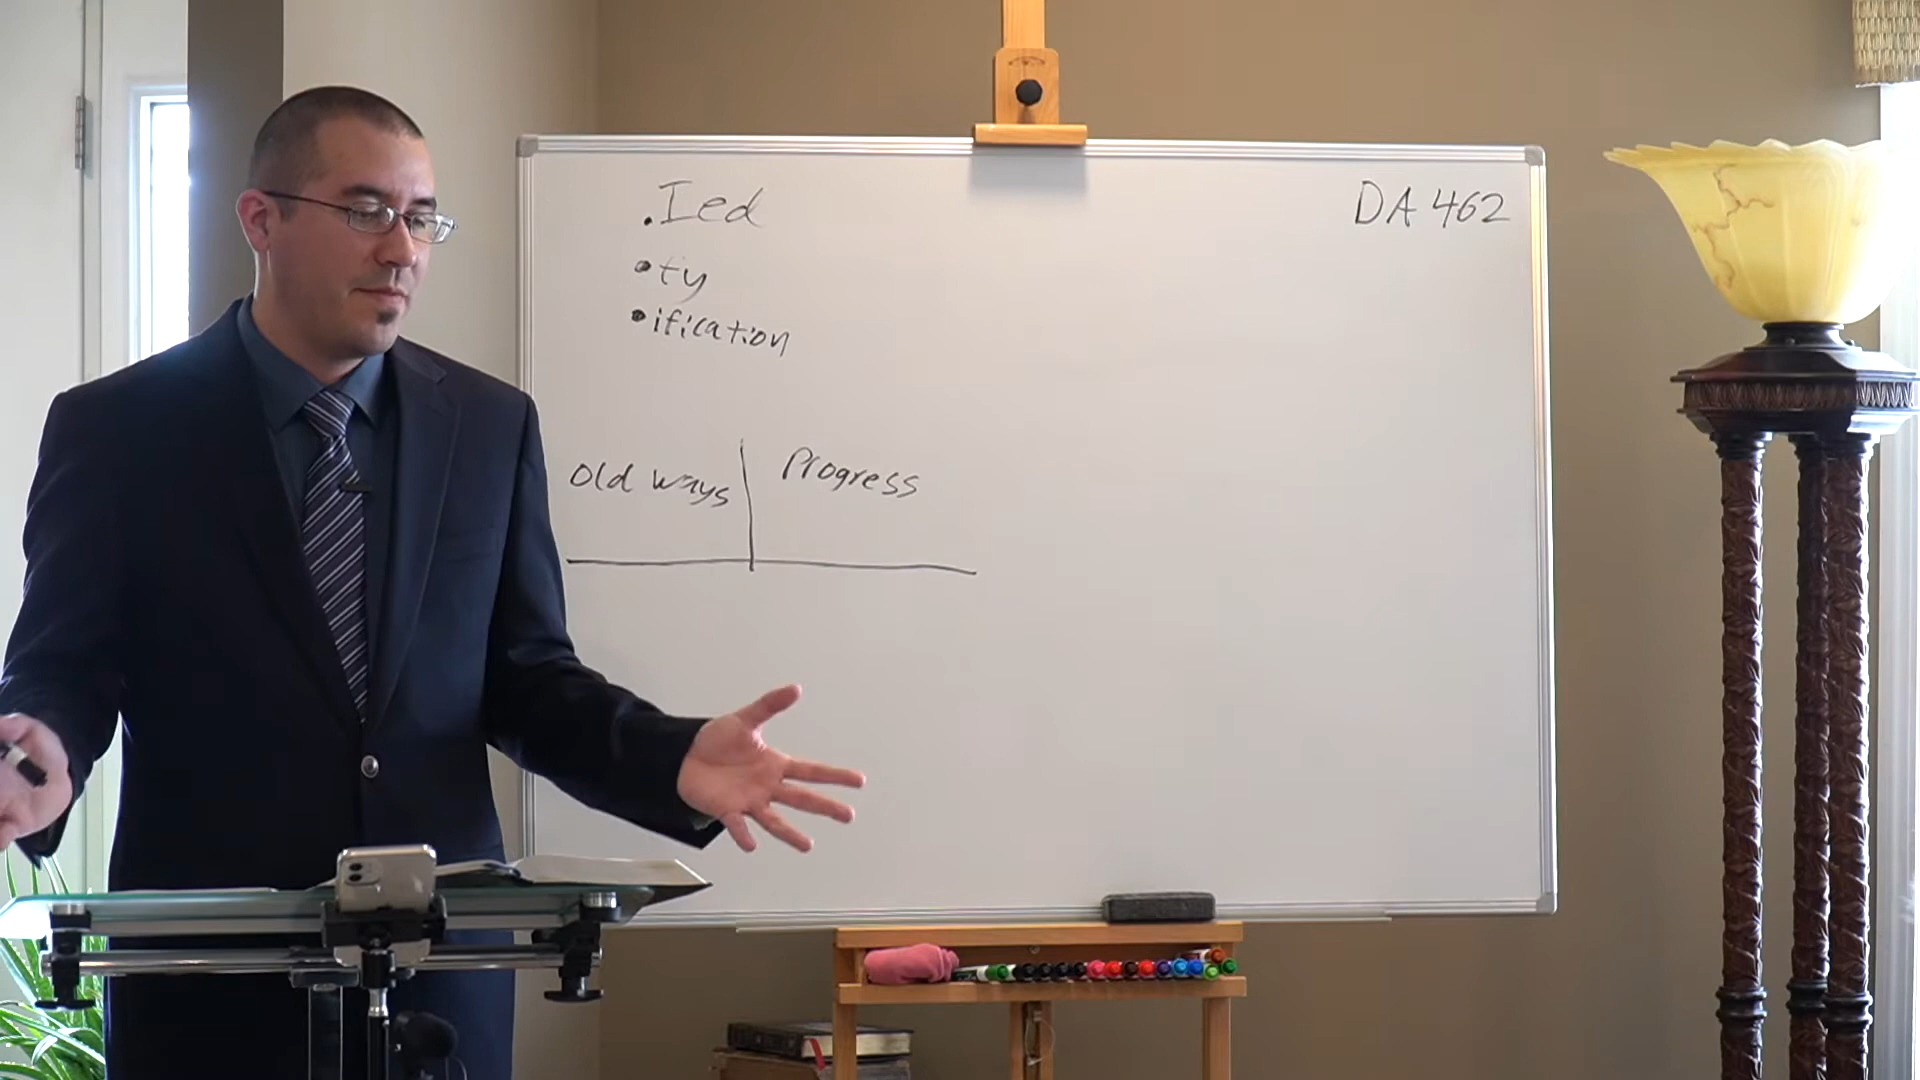 .Ied
DA 462
•ty
•ification
Old ways
Progress